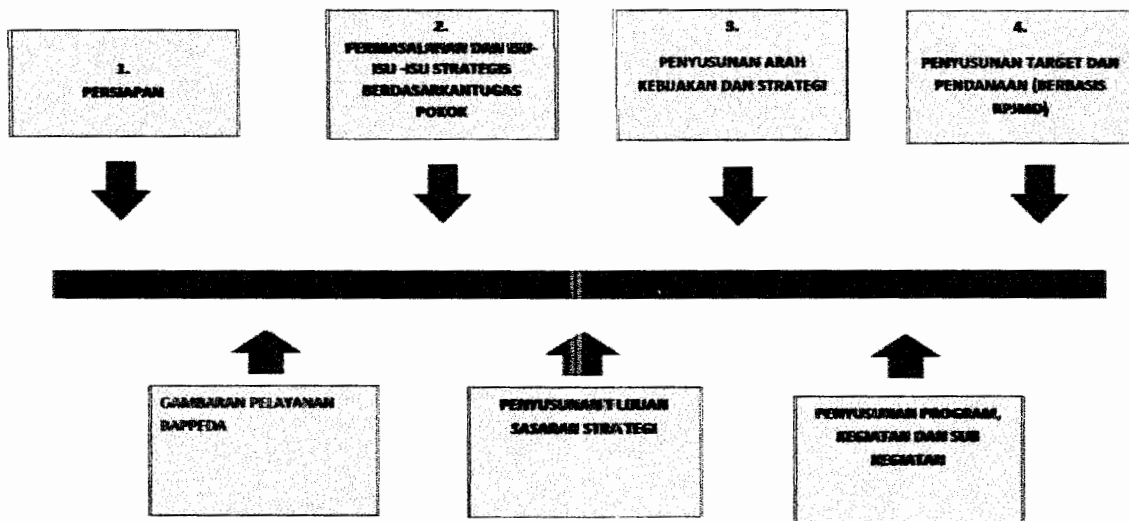 1.
PERSIAPAN
2.
PERMASALAHAN DAN ISU-
ISU -ISU STRATEGIS
BERDASARKANTUGAS
POKOK
3.
PENYUSUNAN ARAH
KEBIJAKAN DAN STRATEGI
4.
PENYUSUNAN TARGET DAN
PENDANAAN (BERBASIS
RPJMD)
GAMBARAN PELAYANAN
BAPPEDA
PENYUSUNAN TUJUAN
SASARAN STRATEGI
PENYUSUNAN PROGRAM,
KEGIATAN DAN SUB
KEGIATAN